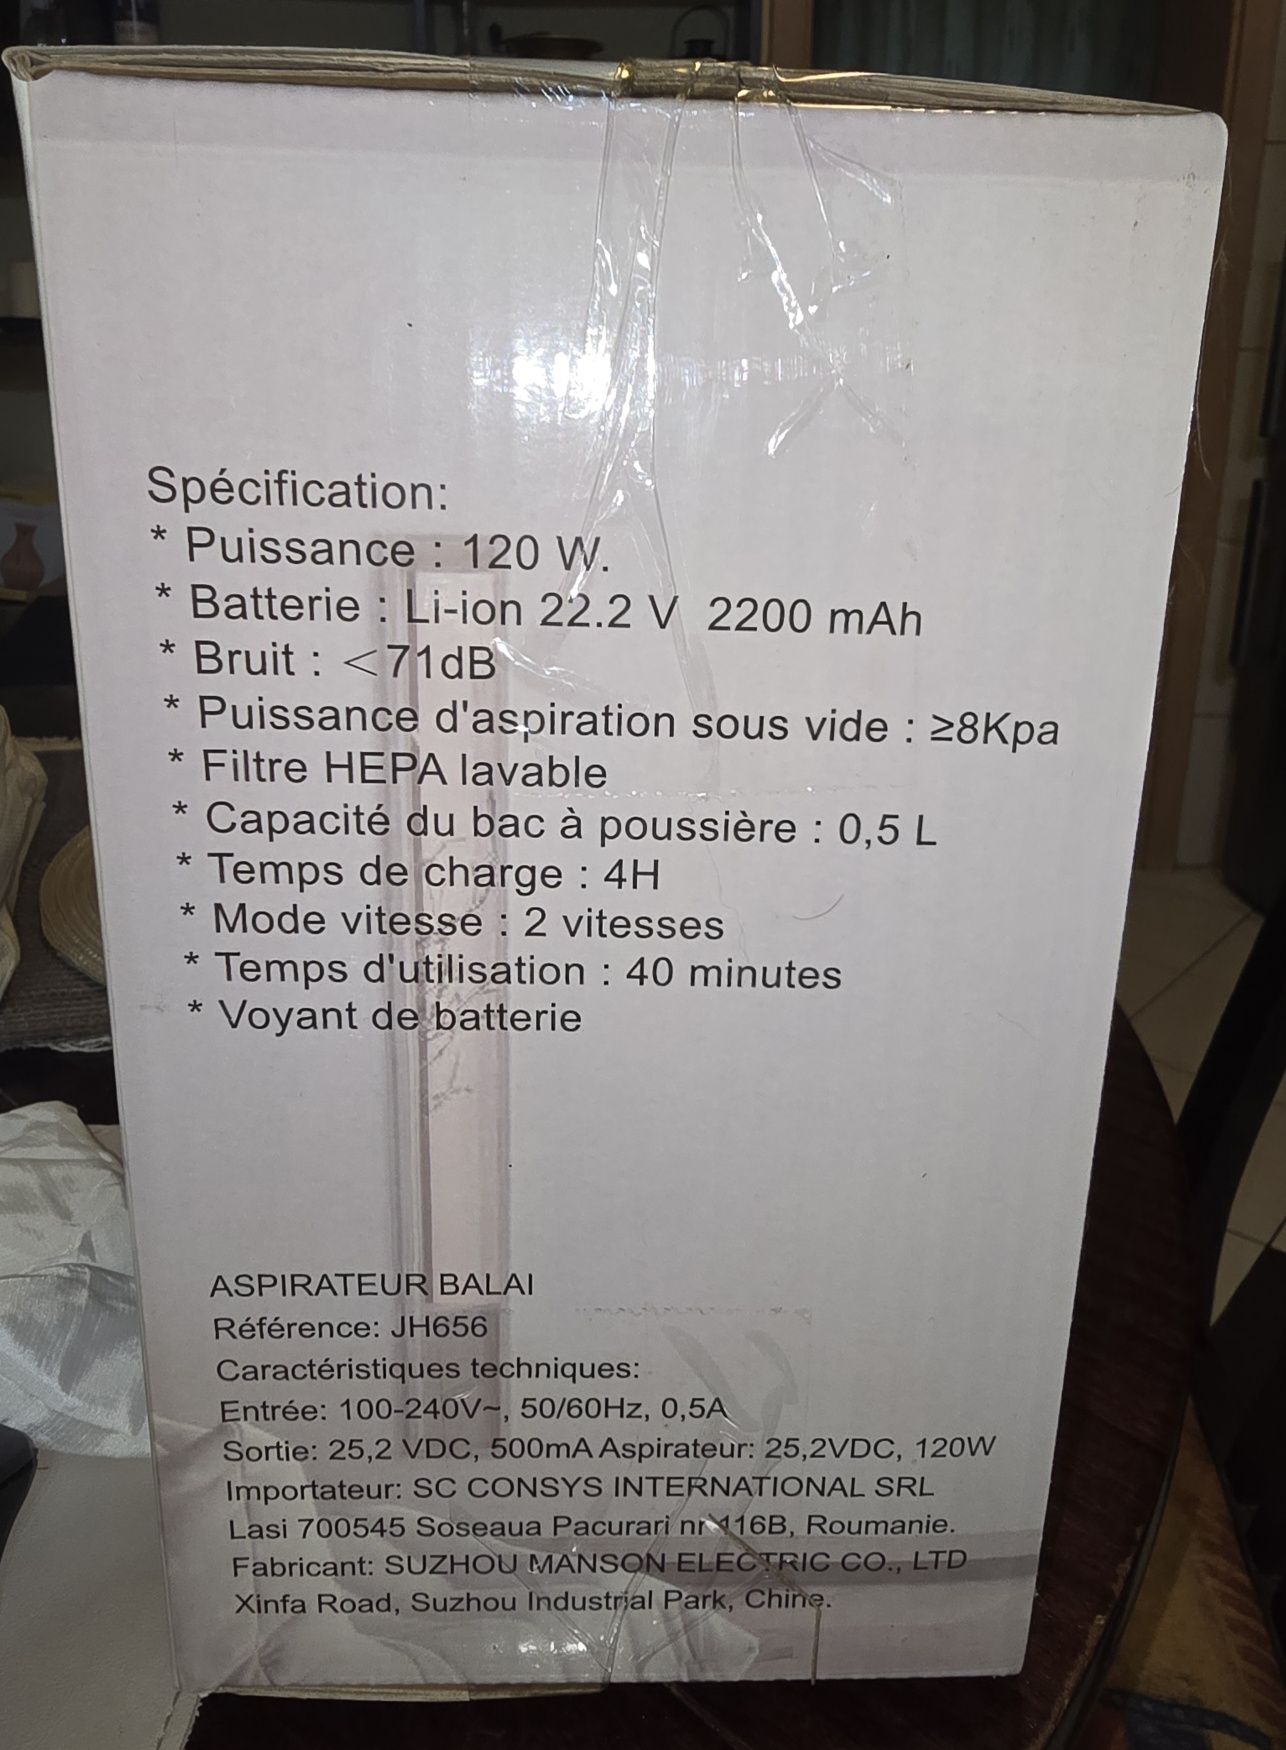 Spécification:
* Puissance : 120 W.
* Batterie : Li-ion 22.2 V 2200 mAh
* Bruit : <71dB
* Puissance d'aspiration sous vide : ≥8Kpa
* Filtre HEPA lavable
* Capacité du bac à poussière : 0,5 L
* Temps de charge : 4H
* Mode vitesse : 2 vitesses
* Temps d'utilisation : 40 minutes
* Voyant de batterie
ASPIRATEUR BALAI
Référence: JH656
Caractéristiques techniques:
Entrée: 100-240V~, 50/60Hz, 0,5A
Sortie: 25,2 VDC, 500mA Aspirateur: 25,2VDC, 120W
Importateur: SC CONSYS INTERNATIONAL SRL
Lasi 700545 Soseaua Pacurari nr 116B, Roumanie.
Fabricant: SUZHOU MANSON ELECTRIC CO., LTD
Xinfa Road, Suzhou Industrial Park, Chine.